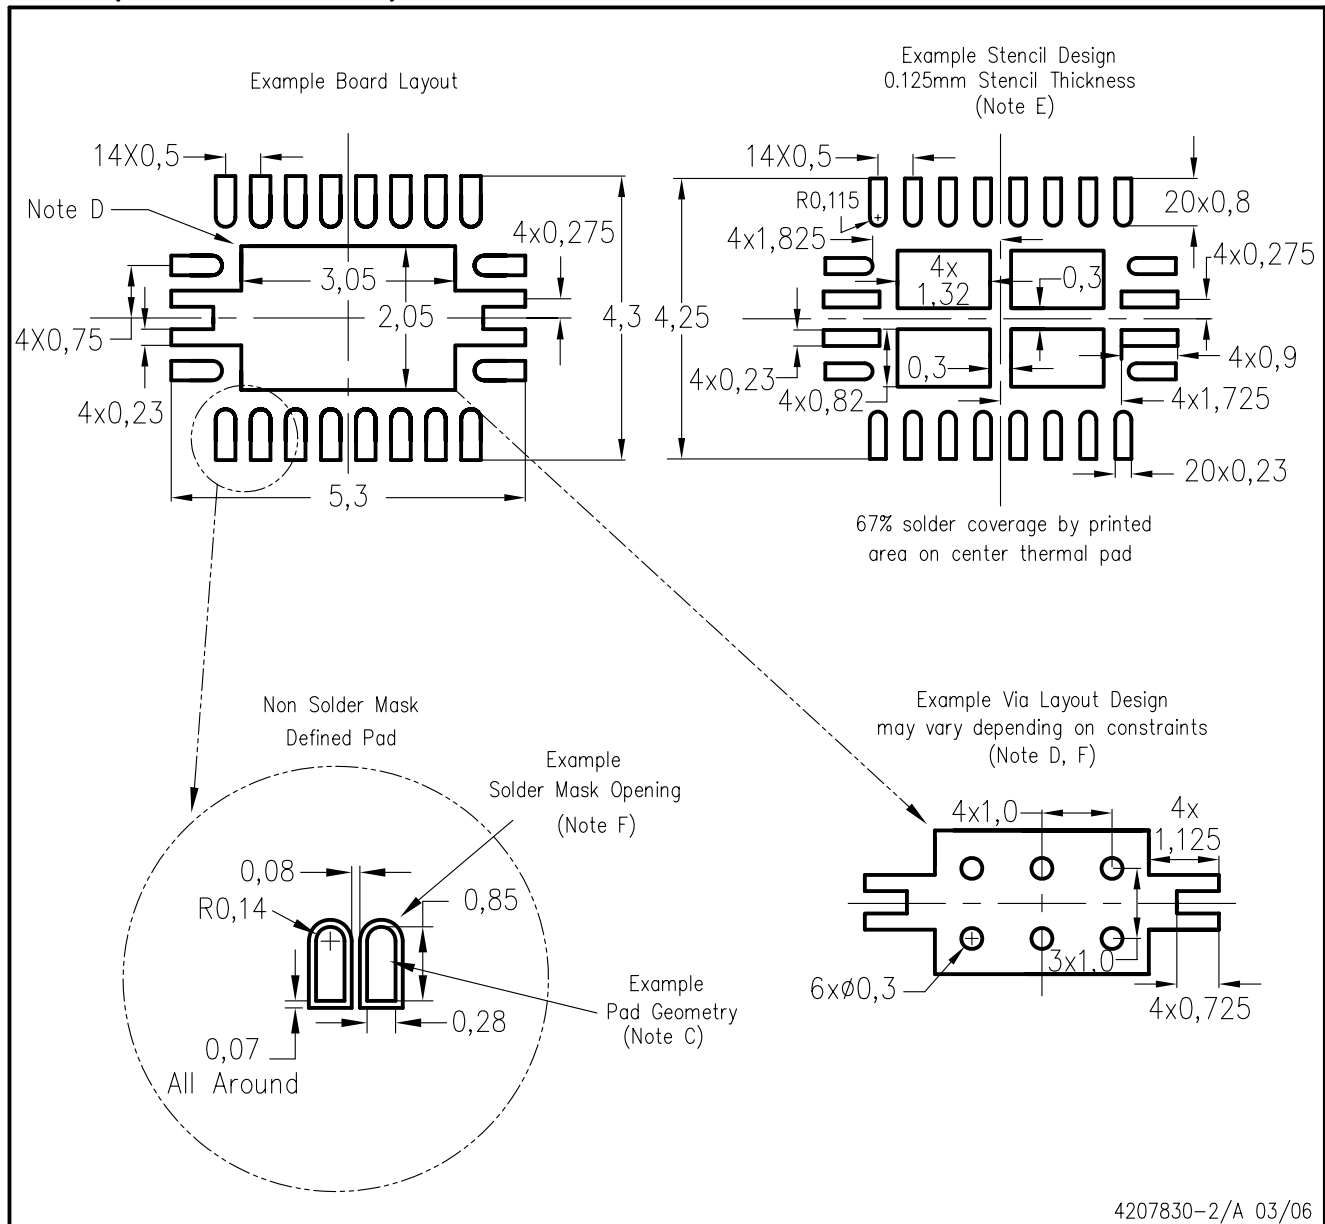 Example Board Layout
14X0,5
Note D
4x0,275
3,05
2,05
4,3
4X0,75
4x0,23
5,3
Example Stencil Design
0.125mm Stencil Thickness
(Note E)
14X0,5
R0,115
20x0,8
4x1,825
4x0,275
4x
1,32
0,3
4,25
4x0,23
0,3
4x0,9
4x0,82
4x1,725
20x0,23
67% solder coverage by printed
area on center thermal pad
Non Solder Mask
Defined Pad
Example
Solder Mask Opening
(Note F)
0,08
R0,14
0,85
Example
Pad Geometry
(Note C)
0,28
0,07
All Around
Example Via Layout Design
may vary depending on constraints
(Note D, F)
4x1,0
4x
1,125
3x1,0
6xø0,3
4x0,725
4207830-2/A 03/06